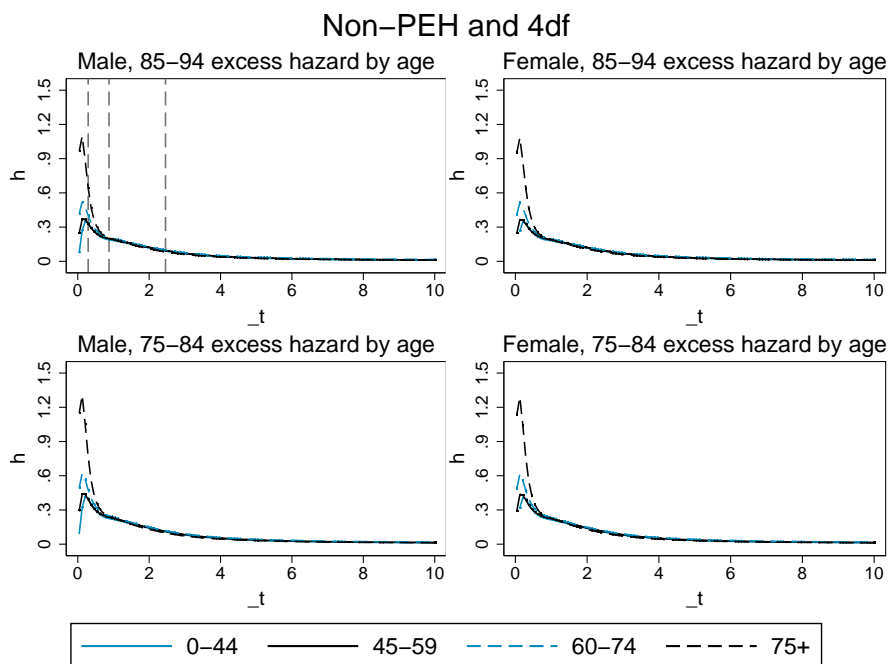 Non−PEH and 4df
Male, 85−94 excess hazard by age
h
0 .3 .6 .9 1.2 1.5
0 2 4 6 8 10
_t
Female, 85−94 excess hazard by age
h
0 .3 .6 .9 1.2 1.5
0 2 4 6 8 10
_t
Male, 75−84 excess hazard by age
h
0 .3 .6 .9 1.2 1.5
0 2 4 6 8 10
_t
Female, 75−84 excess hazard by age
h
0 .3 .6 .9 1.2 1.5
0 2 4 6 8 10
_t
0−44 45−59 60−74 75+